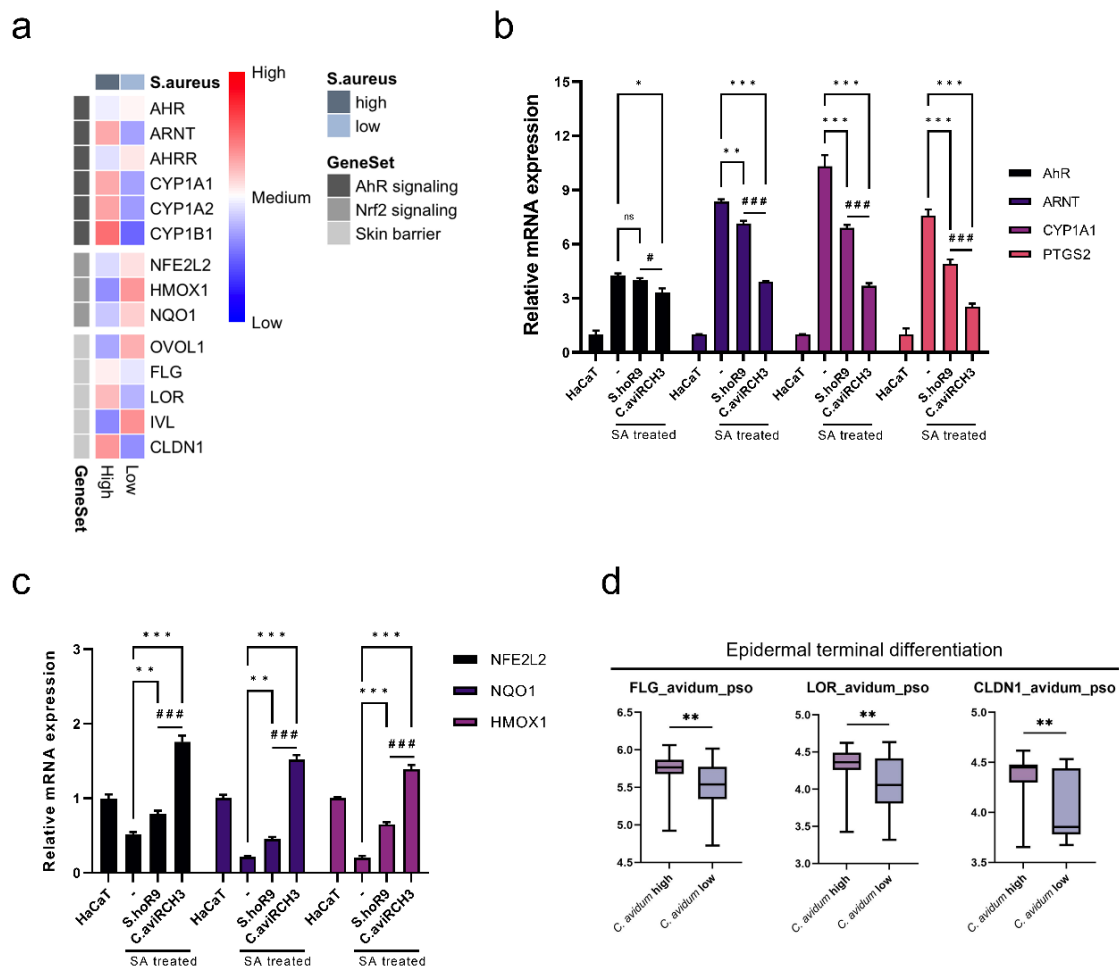 a
S.aureus
AHR
ARNT
AHRR
CYP1A1
CYP1A2
CYP1B1
NFE2L2
HMOX1
NQO1
OVOL1
FLG
LOR
IVL
CLDN1
GeneSet
High
Low
High
Medium
Low
S.aureus
high
low
GeneSet
AhR signaling
Nrf2 signaling
Skin barrier
b
Relative mRNA expression
15
12
9
6
3
0
*
ns
#
***
**
###
***
***
###
***
***
###
HaCaT
-
S.hoR9
C.aviRCH3
HaCaT
-
S.hoR9
C.aviRCH3
HaCaT
-
S.hoR9
C.aviRCH3
HaCaT
-
S.hoR9
C.aviRCH3
SA treated
SA treated
SA treated
SA treated
AhR
ARNT
CYP1A1
PTGS2
c
Relative mRNA expression
3
2
1
0
***
**
###
***
**
###
***
***
###
HaCaT
-
S.hoR9
C.aviRCH3
HaCaT
-
S.hoR9
C.aviRCH3
HaCaT
-
S.hoR9
C.aviRCH3
SA treated
SA treated
SA treated
NFE2L2
NQO1
HMOX1
d
Epidermal terminal differentiation
FLG_avidum_pso
**
6.5
6.0
5.5
5.0
4.5
C. avidum high
C. avidum low
LOR_avidum_pso
**
5.0
4.5
4.0
3.5
3.0
C. avidum high
C. avidum low
CLDN1_avidum_pso
**
5.0
4.5
4.0
3.5
C. avidum high
C. avidum low